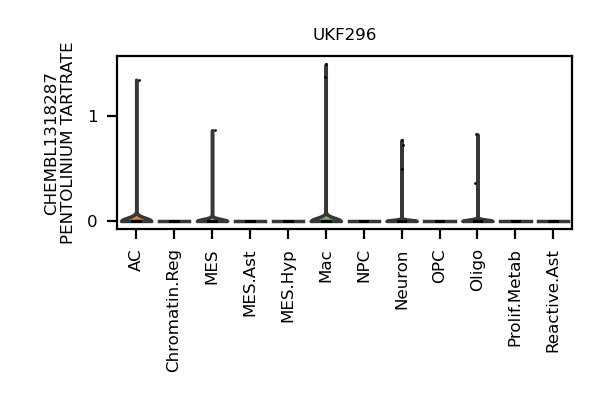 UKF296
CHEMBL1318287
PENTOLINIUM TARTRATE
1
0
AC
Chromatin.Reg
MES
MES.Ast
MES.Hyp
Mac
NPC
Neuron
OPC
Oligo
Prolif.Metab
Reactive.Ast